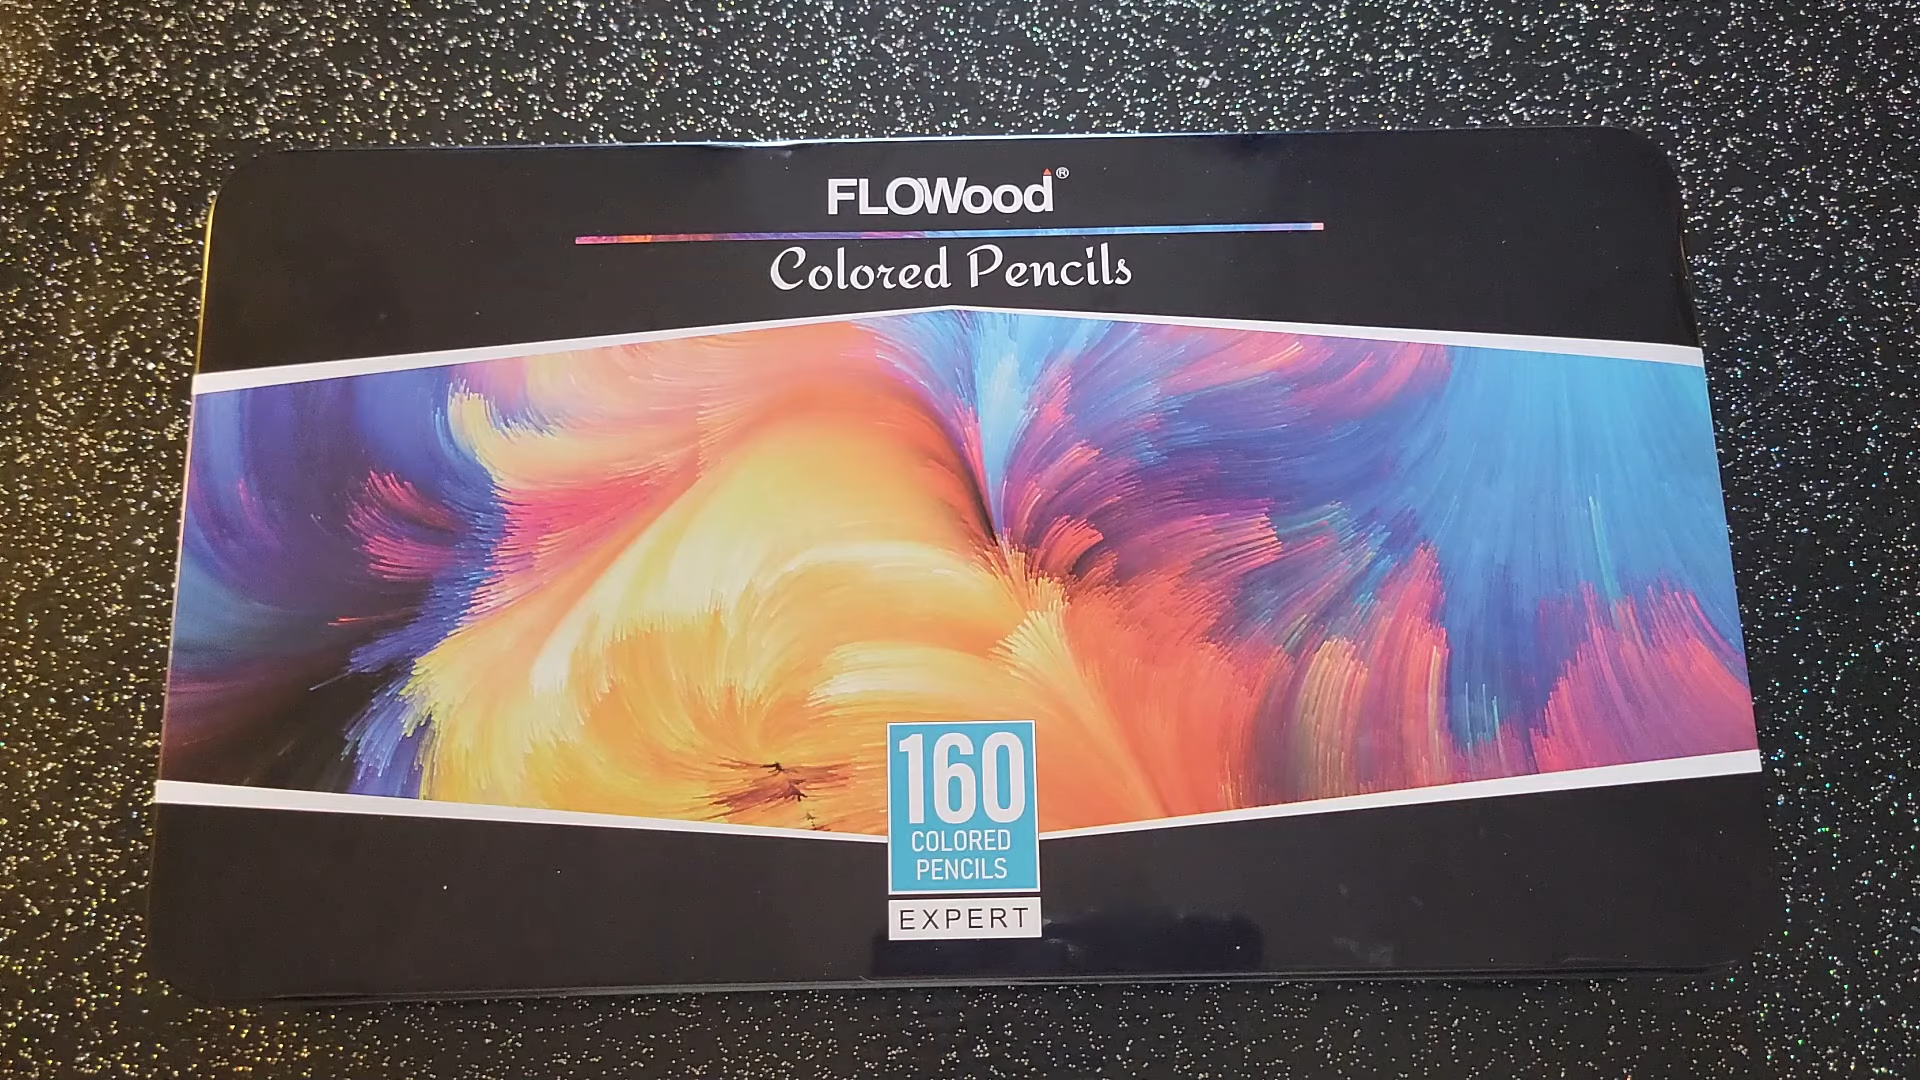 FLOWood®
Colored Pencils
160
COLORED
PENCILS
EXPERT